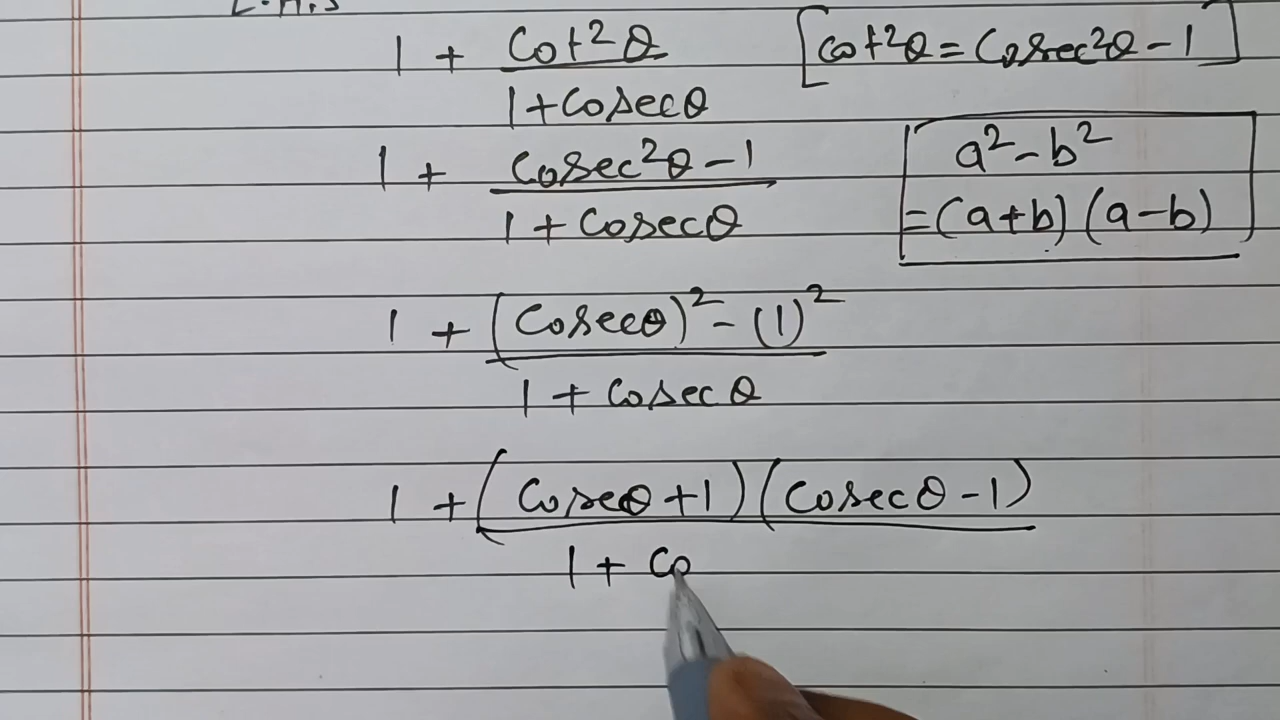 L.H.S
1 + cot²θ [cot²θ = cosec²θ - 1]
1 + cosecθ
1 + cosec²θ - 1 a² - b²
1 + cosecθ = (a+b) (a-b)
1 + (cosecθ)² - (1)²
1 + cosecθ
1 + (cosecθ + 1) (cosecθ - 1)
1 + co